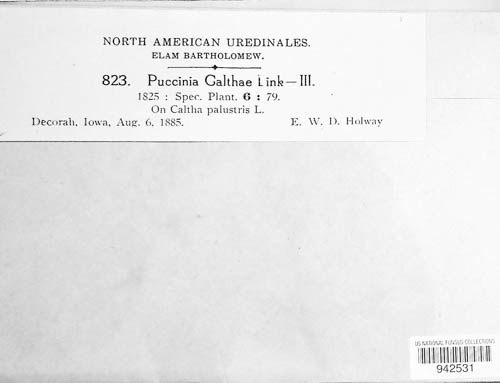 NORTH AMERICAN UREDINALES.
ELAM BARTHOLOMEW.
823. Puccinia Calthae Link—III.
1825 : Spec. Plant. 6 : 79.
On Caltha palustris L.
Decorah, Iowa, Aug. 6, 1885. E. W. D. Holway
US NATIONAL FUNGUS COLLECTIONS
942531